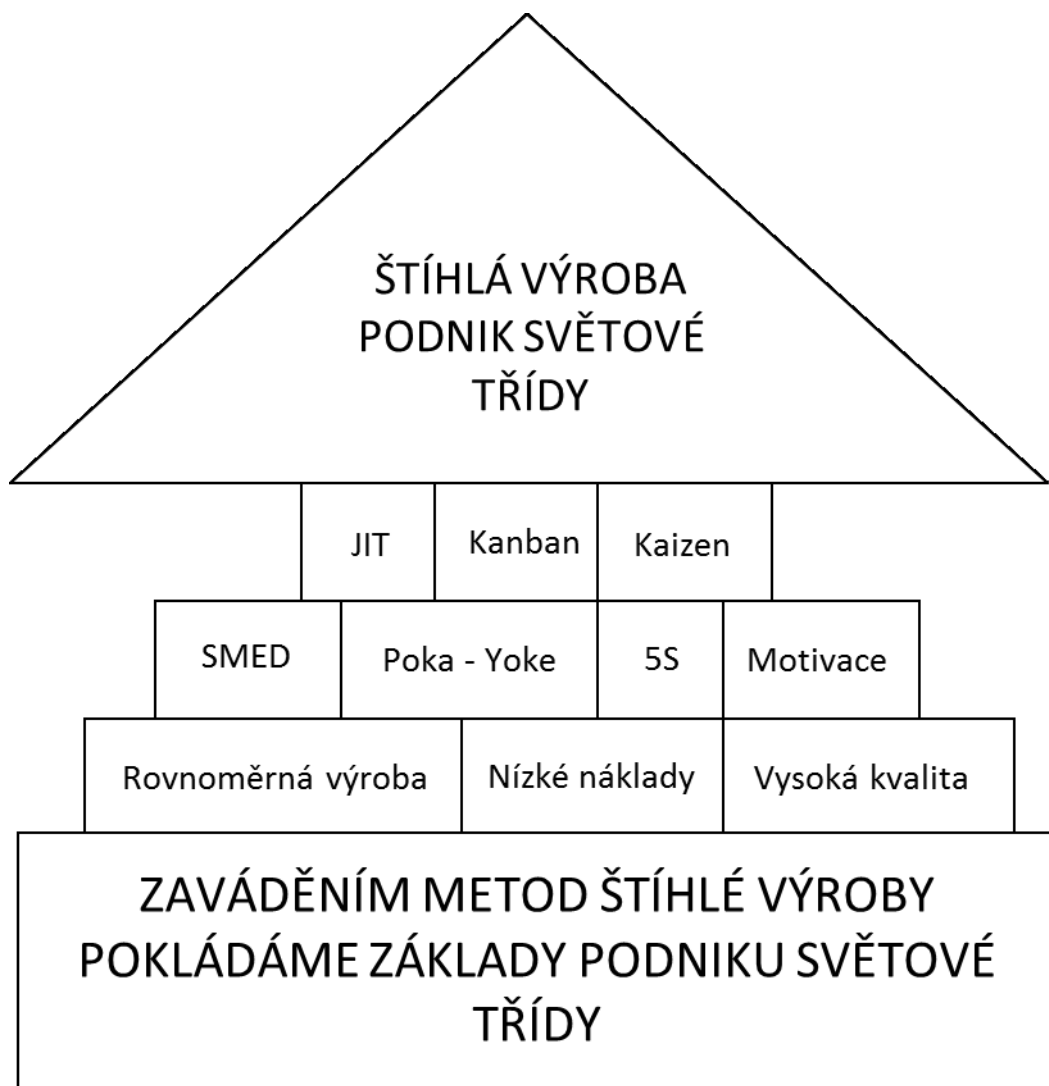 ŠTÍHLÁ VÝROBA
PODNIK SVĚTOVÉ
TŘÍDY
JIT Kanban Kaizen
SMED Poka - Yoke 5S Motivace
Rovnoměrná výroba Nízké náklady Vysoká kvalita
ZAVÁDĚNÍM METOD ŠTÍHLÉ VÝROBY
POKLÁDÁME ZÁKLADY PODNIKU SVĚTOVÉ
TŘÍDY